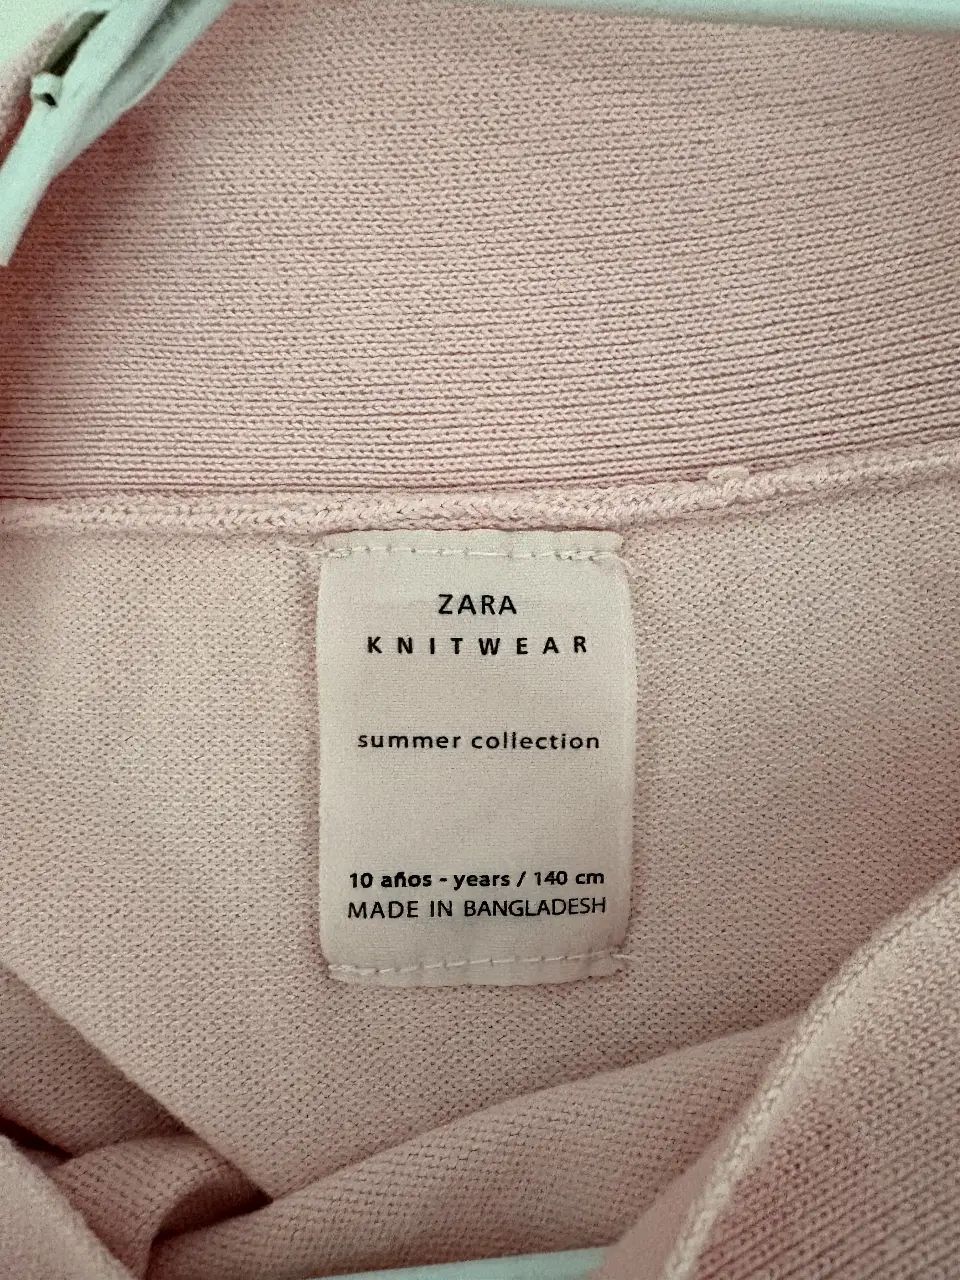 ZARA
KNITWEAR
summer collection
10 años - years / 140 cm
MADE IN BANGLADESH